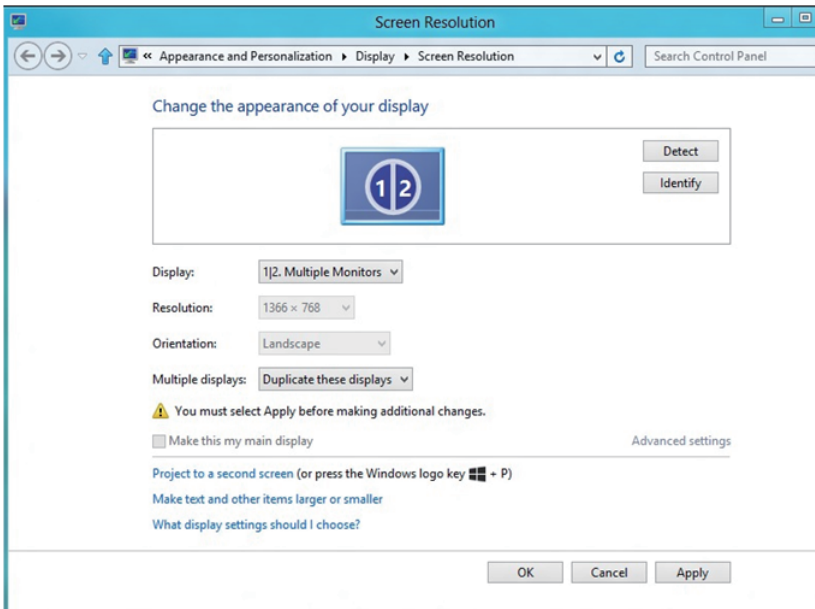 Screen Resolution
« Appearance and Personalization ▸ Display ▸ Screen Resolution
Search Control Panel
Change the appearance of your display
1|2
Detect
Identify
Display: 1|2. Multiple Monitors
Resolution: 1366 × 768
Orientation: Landscape
Multiple displays: Duplicate these displays
You must select Apply before making additional changes.
Make this my main display
Advanced settings
Project to a second screen (or press the Windows logo key + P)
Make text and other items larger or smaller
What display settings should I choose?
OK
Cancel
Apply